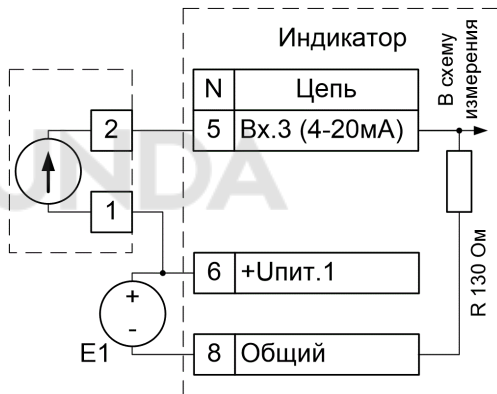 Индикатор
В схему
измерения
N Цепь
2 5 Вх.3 (4-20мА)
UNDA
1
6 +Uпит.1
R 130 Ом
+
-
E1
8 Общий